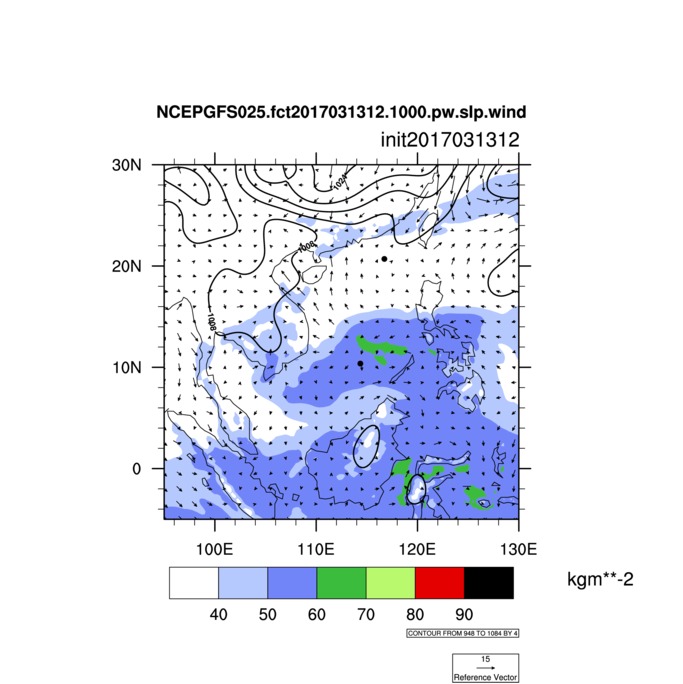 NCEPGFS025.fct2017031312.1000.pw.slp.wind
init2017031312
30N
1024
1008
20N
1008
10N
0
100E 110E 120E 130E
kgm**-2
40 50 60 70 80 90
CONTOUR FROM 948 TO 1084 BY 4
15
Reference Vector